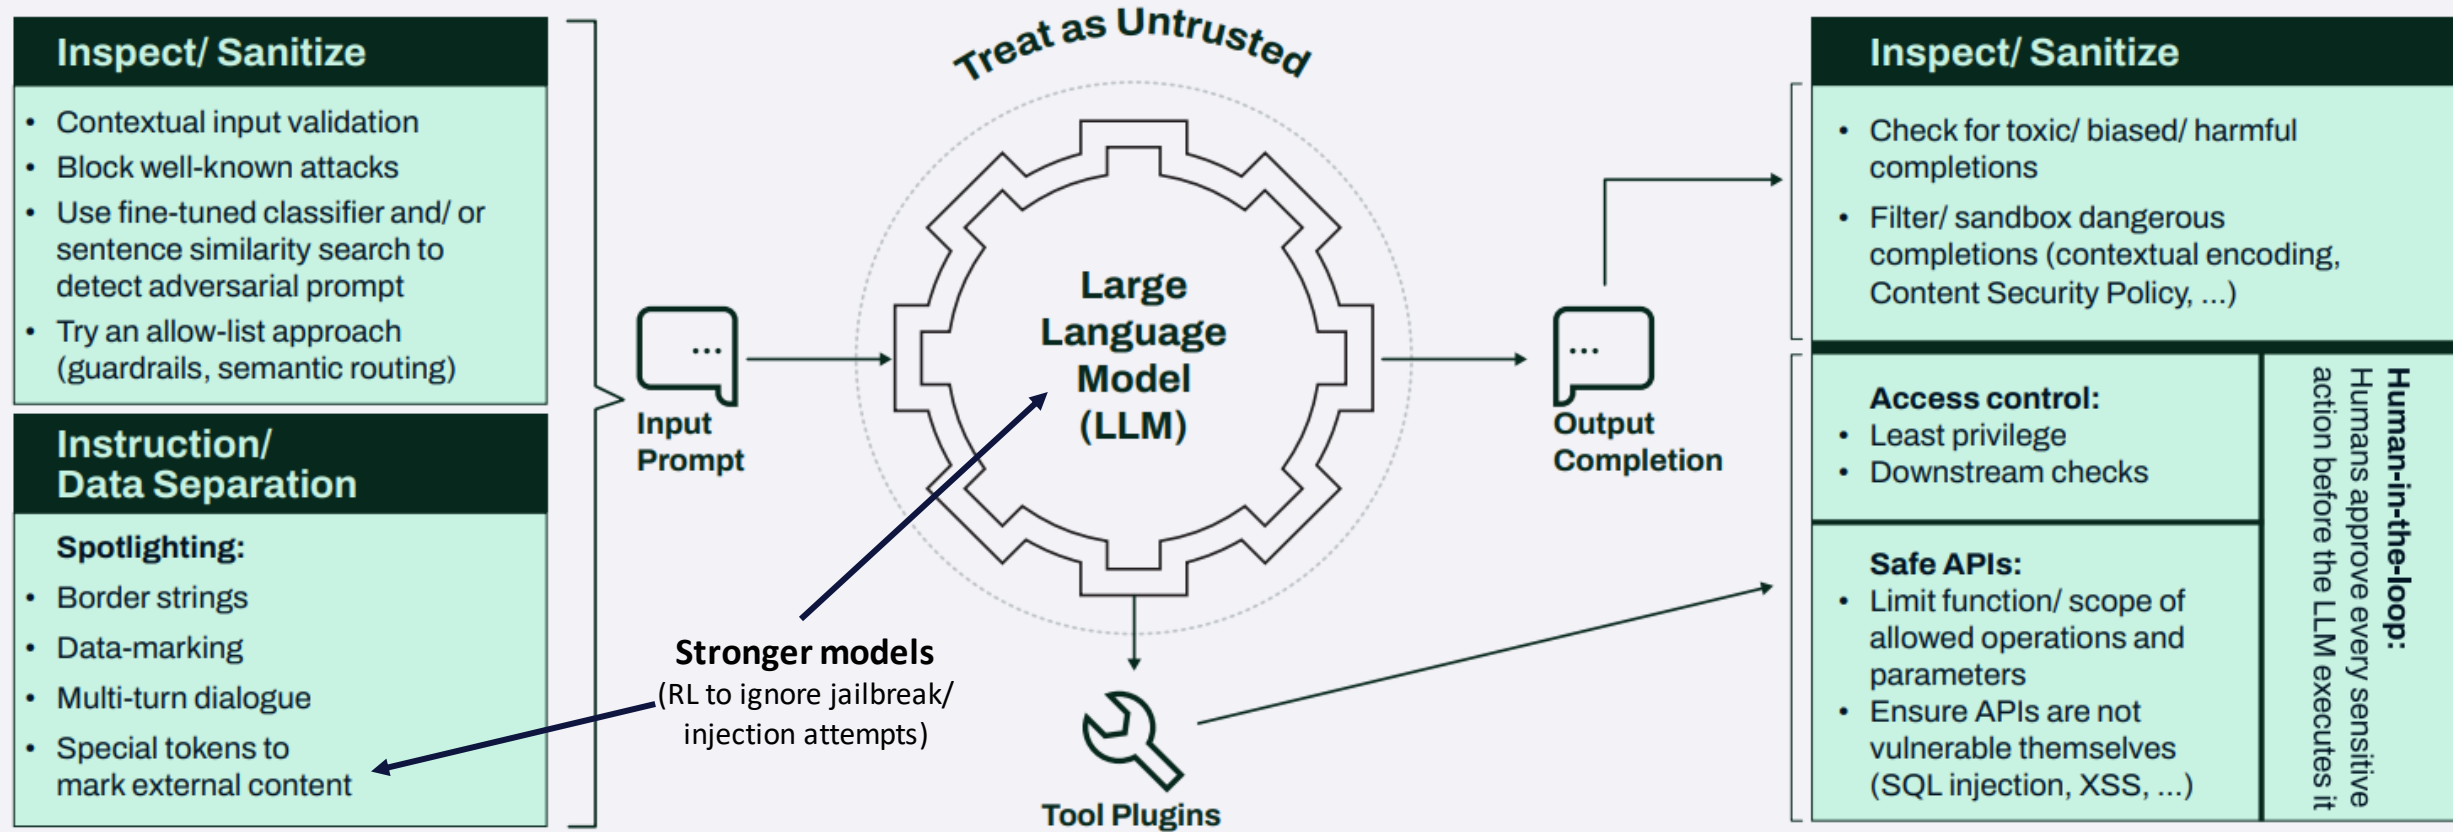 Inspect/ Sanitize
• Contextual input validation
• Block well-known attacks
• Use fine-tuned classifier and/ or
sentence similarity search to
detect adversarial prompt
• Try an allow-list approach
(guardrails, semantic routing)
Instruction/
Data Separation
Spotlighting:
• Border strings
• Data-marking
• Multi-turn dialogue
• Special tokens to
mark external content
...
Input
Prompt
Treat as Untrusted
Large
Language
Model
(LLM)
Stronger models
(RL to ignore jailbreak/
injection attempts)
Tool Plugins
...
Output
Completion
Inspect/ Sanitize
• Check for toxic/ biased/ harmful
completions
• Filter/ sandbox dangerous
completions (contextual encoding,
Content Security Policy, ...)
Access control:
• Least privilege
• Downstream checks
Safe APIs:
• Limit function/ scope of
allowed operations and
parameters
• Ensure APIs are not
vulnerable themselves
(SQL injection, XSS, ...)
Human-in-the-loop:
Humans approve every sensitive
action before the LLM executes it